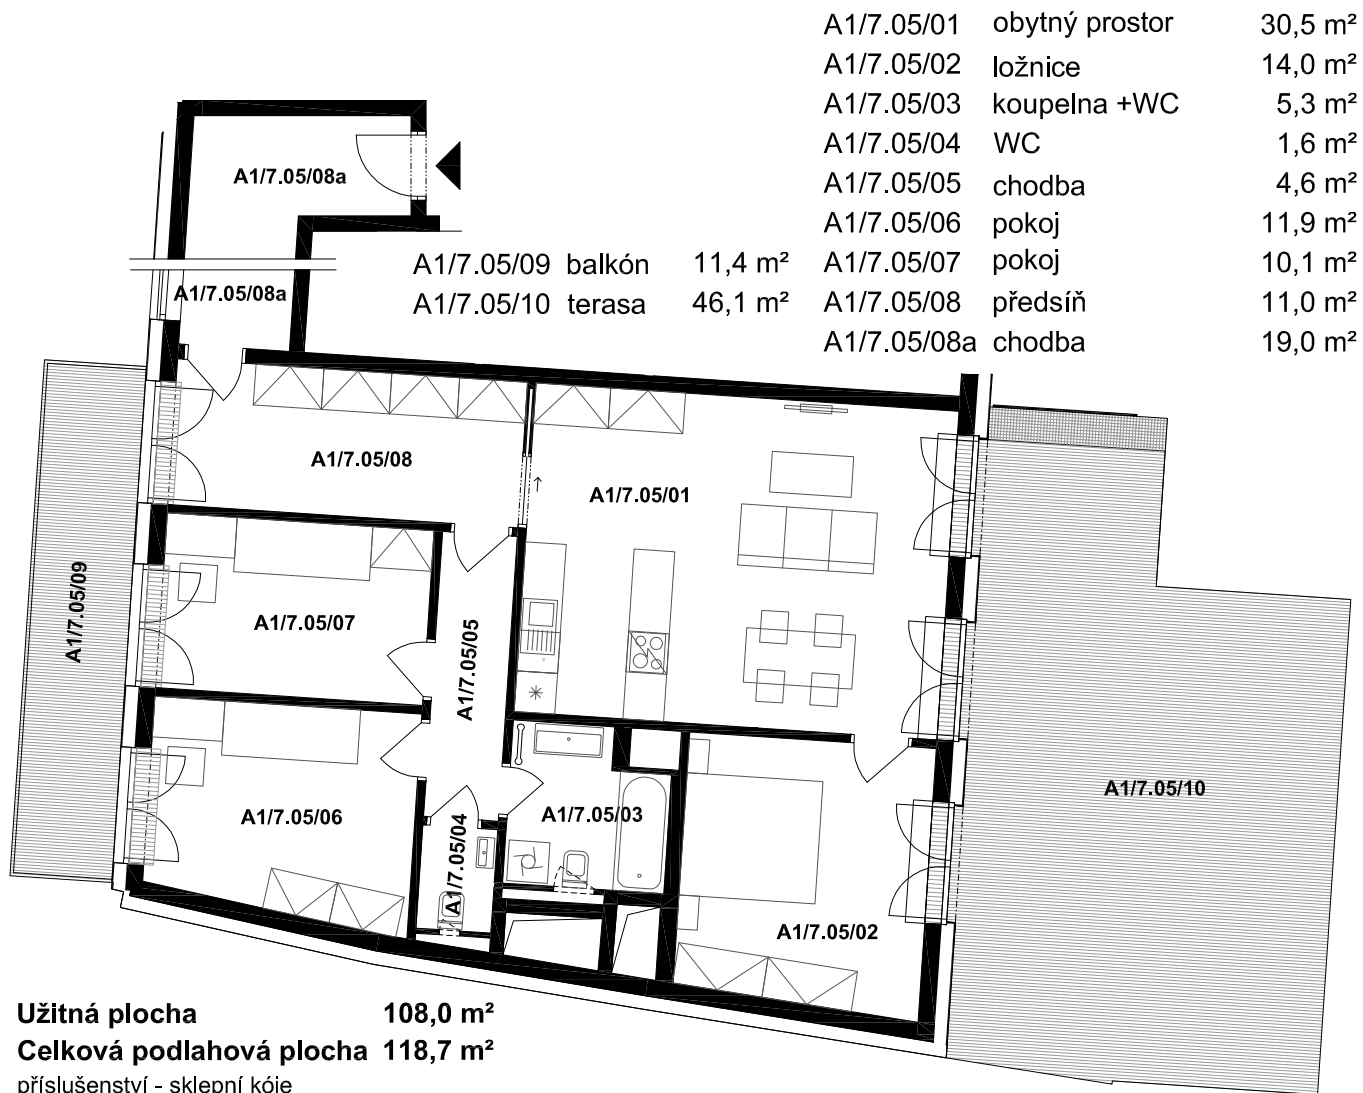 A1/7.05/01 obytný prostor 30,5 m²
A1/7.05/02 ložnice 14,0 m²
A1/7.05/03 koupelna +WC 5,3 m²
A1/7.05/04 WC 1,6 m²
A1/7.05/05 chodba 4,6 m²
A1/7.05/06 pokoj 11,9 m²
A1/7.05/07 pokoj 10,1 m²
A1/7.05/08 předsíň 11,0 m²
A1/7.05/08a chodba 19,0 m²
A1/7.05/09 balkón 11,4 m²
A1/7.05/10 terasa 46,1 m²
A1/7.05/08a
A1/7.05/08a
A1/7.05/08
A1/7.05/01
A1/7.05/09
A1/7.05/07
A1/7.05/05
A1/7.05/06
A1/7.05/04
A1/7.05/03
A1/7.05/02
A1/7.05/10
Užitná plocha 108,0 m²
Celková podlahová plocha 118,7 m²
příslušenství - sklepní kóje